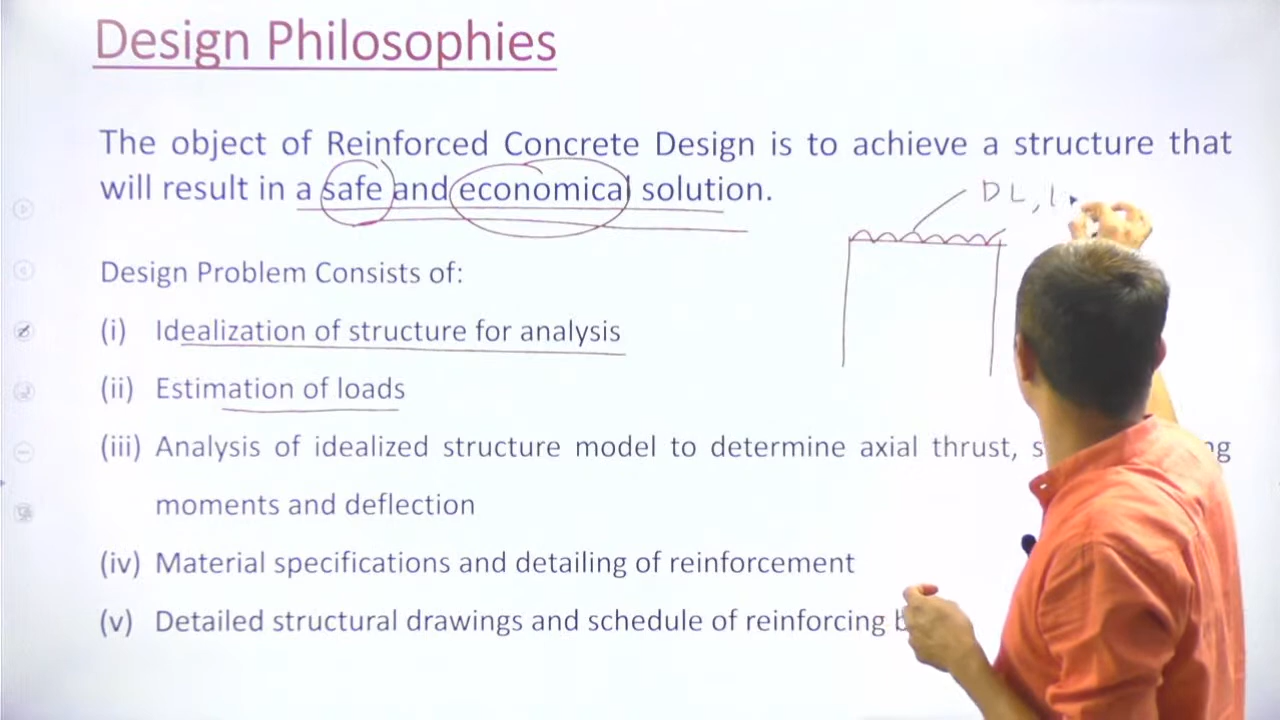 Design Philosophies
The object of Reinforced Concrete Design is to achieve a structure that
will result in a safe and economical solution.
DL, L
Design Problem Consists of:
(i) Idealization of structure for analysis
(ii) Estimation of loads
(iii) Analysis of idealized structure model to determine axial thrust,
moments and deflection
(iv) Material specifications and detailing of reinforcement
(v) Detailed structural drawings and schedule of reinforcing